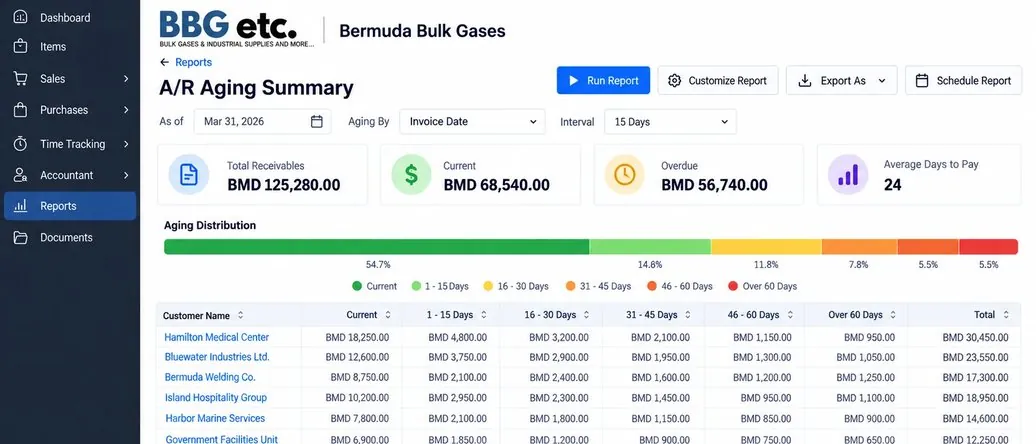 Dashboard
Items
Sales
Purchases
Time Tracking
Accountant
Reports
Documents
BBG etc.
BULK GASES & INDUSTRIAL SUPPLIES AND MORE...
Bermuda Bulk Gases
Reports
A/R Aging Summary
Run Report
Customize Report
Export As
Schedule Report
As of Mar 31, 2026 Aging By Invoice Date Interval 15 Days
Total Receivables
BMD 125,280.00
Current
BMD 68,540.00
Overdue
BMD 56,740.00
Average Days to Pay
24
Aging Distribution
54.7% 14.8% 11.8% 7.8% 5.5% 5.5%
Current 1 - 15 Days 16 - 30 Days 31 - 45 Days 46 - 60 Days Over 60 Days
Customer Name Current 1 - 15 Days 16 - 30 Days 31 - 45 Days 46 - 60 Days Over 60 Days Total
Hamilton Medical Center BMD 18,250.00 BMD 4,800.00 BMD 3,200.00 BMD 2,100.00 BMD 1,150.00 BMD 950.00 BMD 30,450.00
Bluewater Industries Ltd. BMD 12,600.00 BMD 3,750.00 BMD 2,900.00 BMD 1,950.00 BMD 1,300.00 BMD 1,050.00 BMD 23,550.00
Bermuda Welding Co. BMD 8,750.00 BMD 2,100.00 BMD 2,400.00 BMD 1,600.00 BMD 1,200.00 BMD 1,250.00 BMD 17,300.00
Island Hospitality Group BMD 10,200.00 BMD 2,950.00 BMD 2,300.00 BMD 1,450.00 BMD 950.00 BMD 1,100.00 BMD 18,950.00
Harbor Marine Services BMD 7,800.00 BMD 2,100.00 BMD 1,800.00 BMD 1,150.00 BMD 850.00 BMD 900.00 BMD 14,600.00
Government Facilities Unit BMD 6,900.00 BMD 1,850.00 BMD 1,200.00 BMD 900.00 BMD 750.00 BMD 650.00 BMD 12,250.00